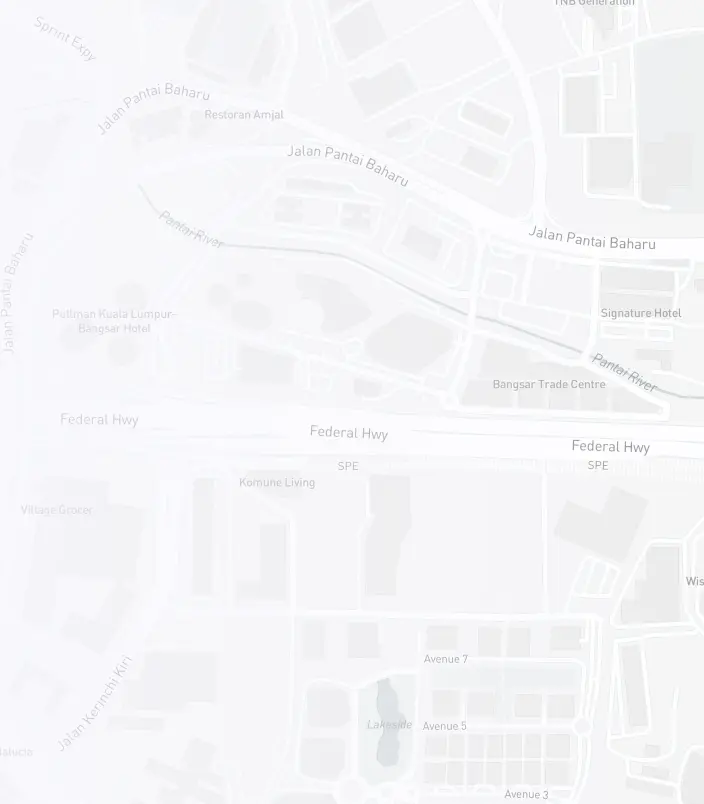 TNB Generation
Sprint Expy
Jalan Pantai Baharu
Restoran Amjal
Jalan Pantai Baharu
Pantai River
Jalan Pantai Baharu
Jalan Pantai Baharu
Pullman Kuala Lumpur-
Bangsar Hotel
Signature Hotel
Pantai River
Bangsar Trade Centre
Federal Hwy
Federal Hwy
Federal Hwy
SPE
SPE
Komune Living
Village Grocer
Wis
Avenue 7
Jalan Kerinchi Kiri
Lakeside
Avenue 5
Avenue 3